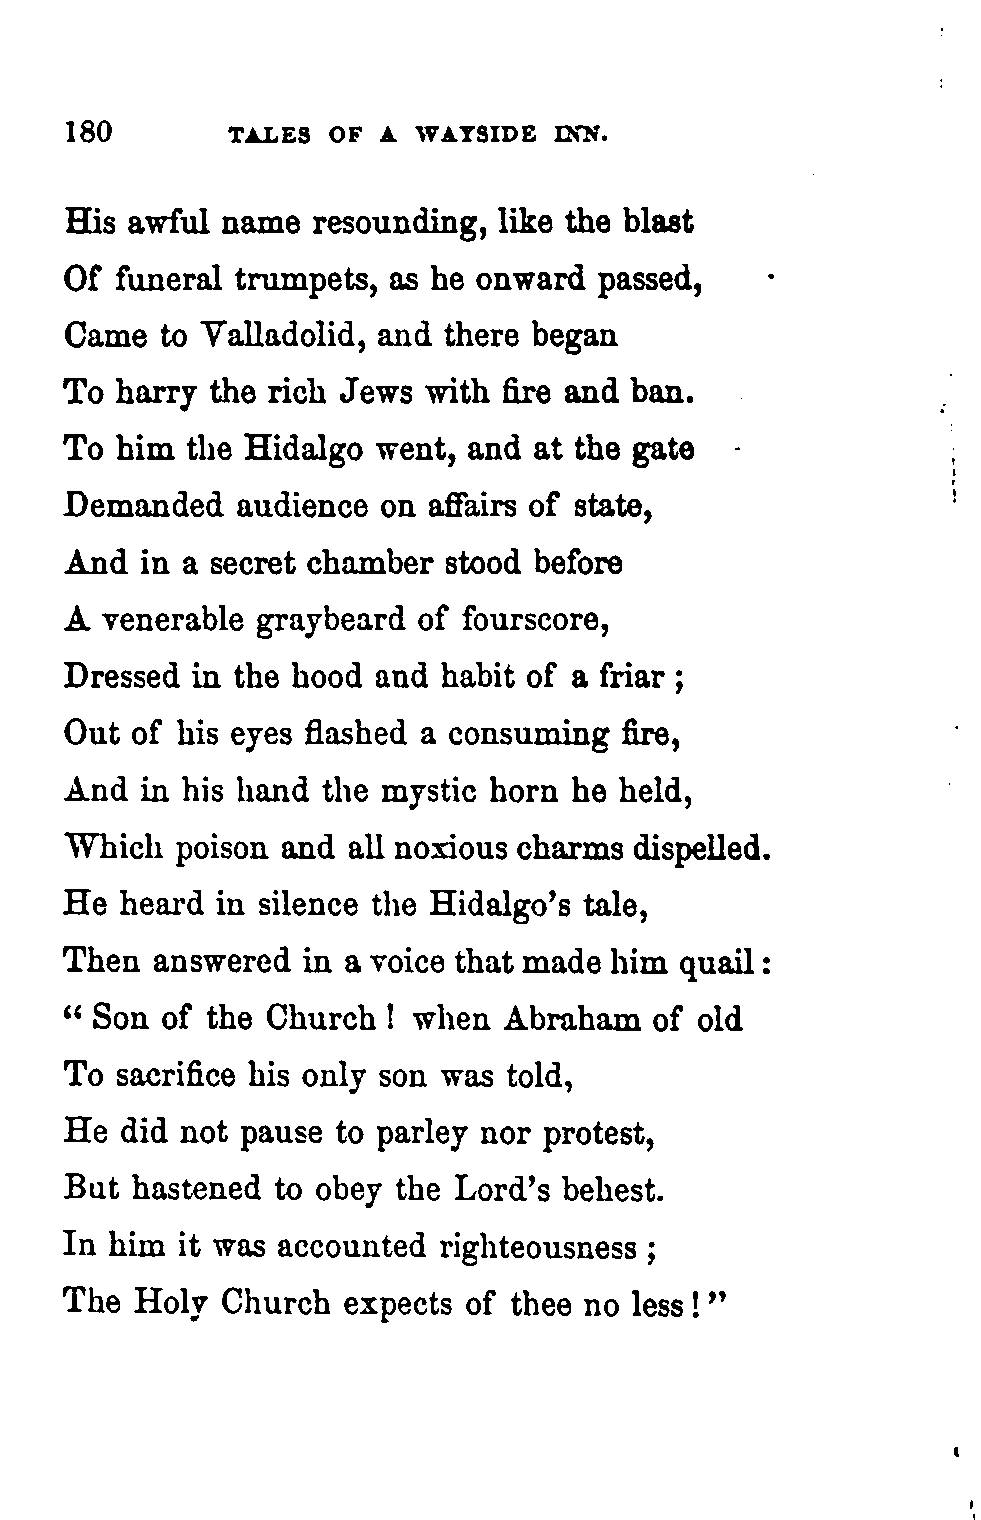 180 TALES OF A WAYSIDE INN.
His awful name resounding, like the blast
Of funeral trumpets, as he onward passed,
Came to Valladolid, and there began
To harry the rich Jews with fire and ban.
To him the Hidalgo went, and at the gate
Demanded audience on affairs of state,
And in a secret chamber stood before
A venerable graybeard of fourscore,
Dressed in the hood and habit of a friar ;
Out of his eyes flashed a consuming fire,
And in his hand the mystic horn he held,
Which poison and all noxious charms dispelled.
He heard in silence the Hidalgo's tale,
Then answered in a voice that made him quail :
“ Son of the Church ! when Abraham of old
To sacrifice his only son was told,
He did not pause to parley nor protest,
But hastened to obey the Lord's behest.
In him it was accounted righteousness ;
The Holy Church expects of thee no less ! ”